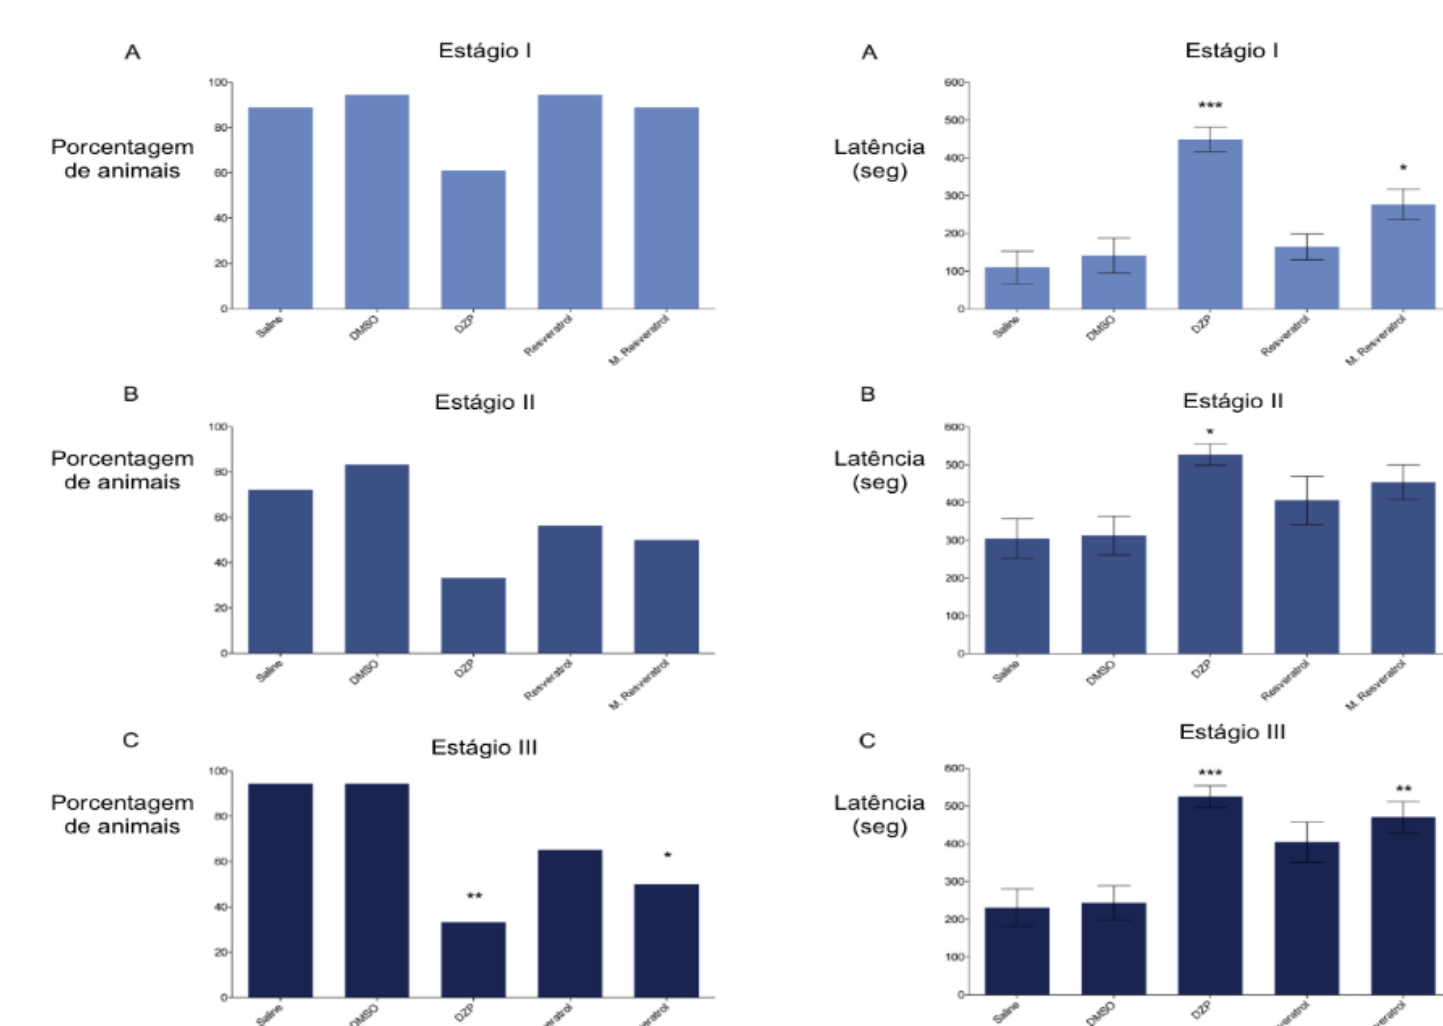 A
Estágio I
Porcentagem
de animais
100
80
60
40
20
0
Saline
DMSO
DZP
Resveratrol
M. Resveratrol
A
Estágio I
Latência
(seg)
600
500
400
300
200
100
0
***
*
Saline
DMSO
DZP
Resveratrol
M. Resveratrol
B
Estágio II
Porcentagem
de animais
100
80
60
40
20
0
Saline
DMSO
DZP
Resveratrol
M. Resveratrol
B
Estágio II
Latência
(seg)
600
500
400
300
200
100
0
*
Saline
DMSO
DZP
Resveratrol
M. Resveratrol
C
Estágio III
Porcentagem
de animais
100
80
60
40
20
0
**
*
Saline
DMSO
DZP
C
Estágio III
Latência
(seg)
600
500
400
300
200
100
0
***
**
Saline
DMSO
DZP